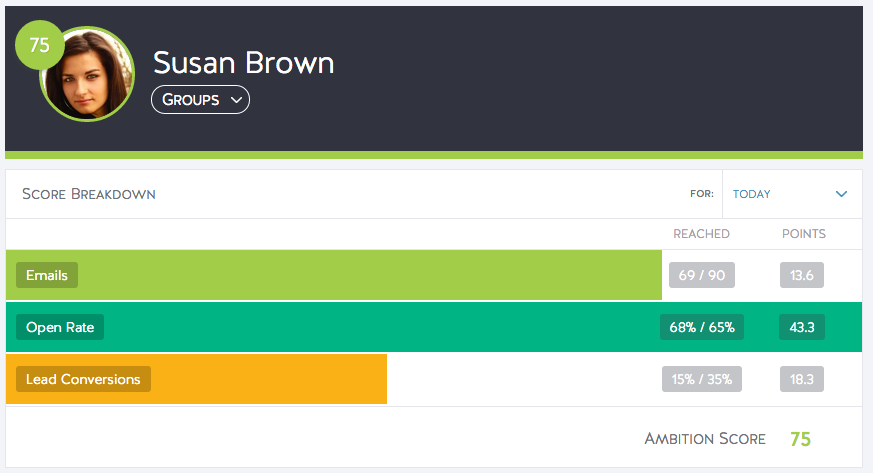 75
Susan Brown
GROUPS
SCORE BREAKDOWN FOR: TODAY
REACHED POINTS
Emails 69 / 90 13.6
Open Rate 68% / 65% 43.3
Lead Conversions 15% / 35% 18.3
AMBITION SCORE 75